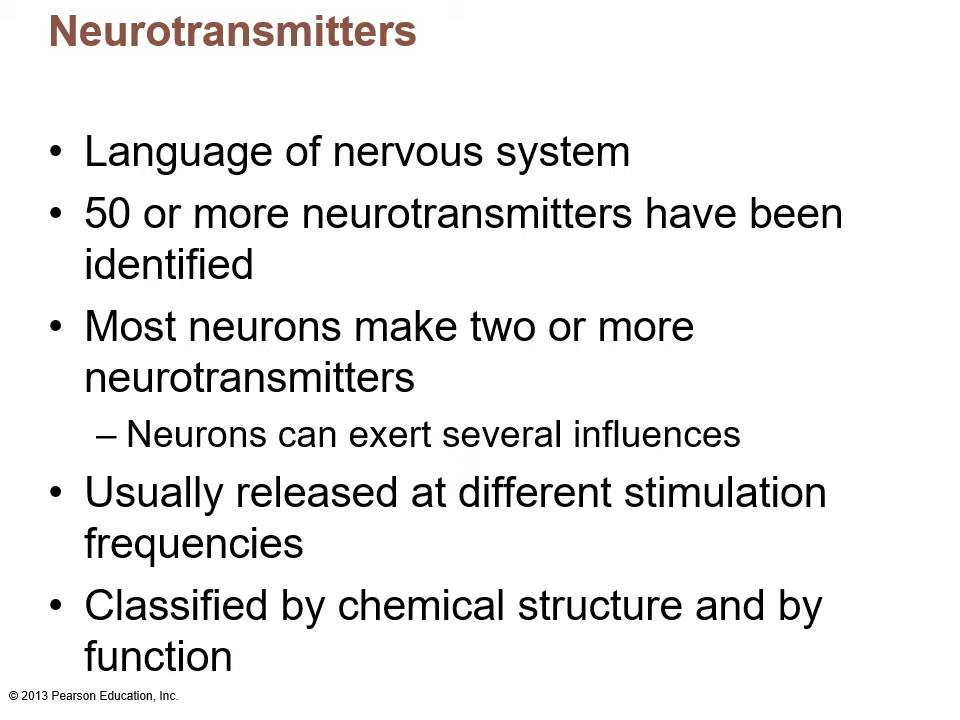 Neurotransmitters
• Language of nervous system
• 50 or more neurotransmitters have been
identified
• Most neurons make two or more
neurotransmitters
– Neurons can exert several influences
• Usually released at different stimulation
frequencies
• Classified by chemical structure and by
function
© 2013 Pearson Education, Inc.